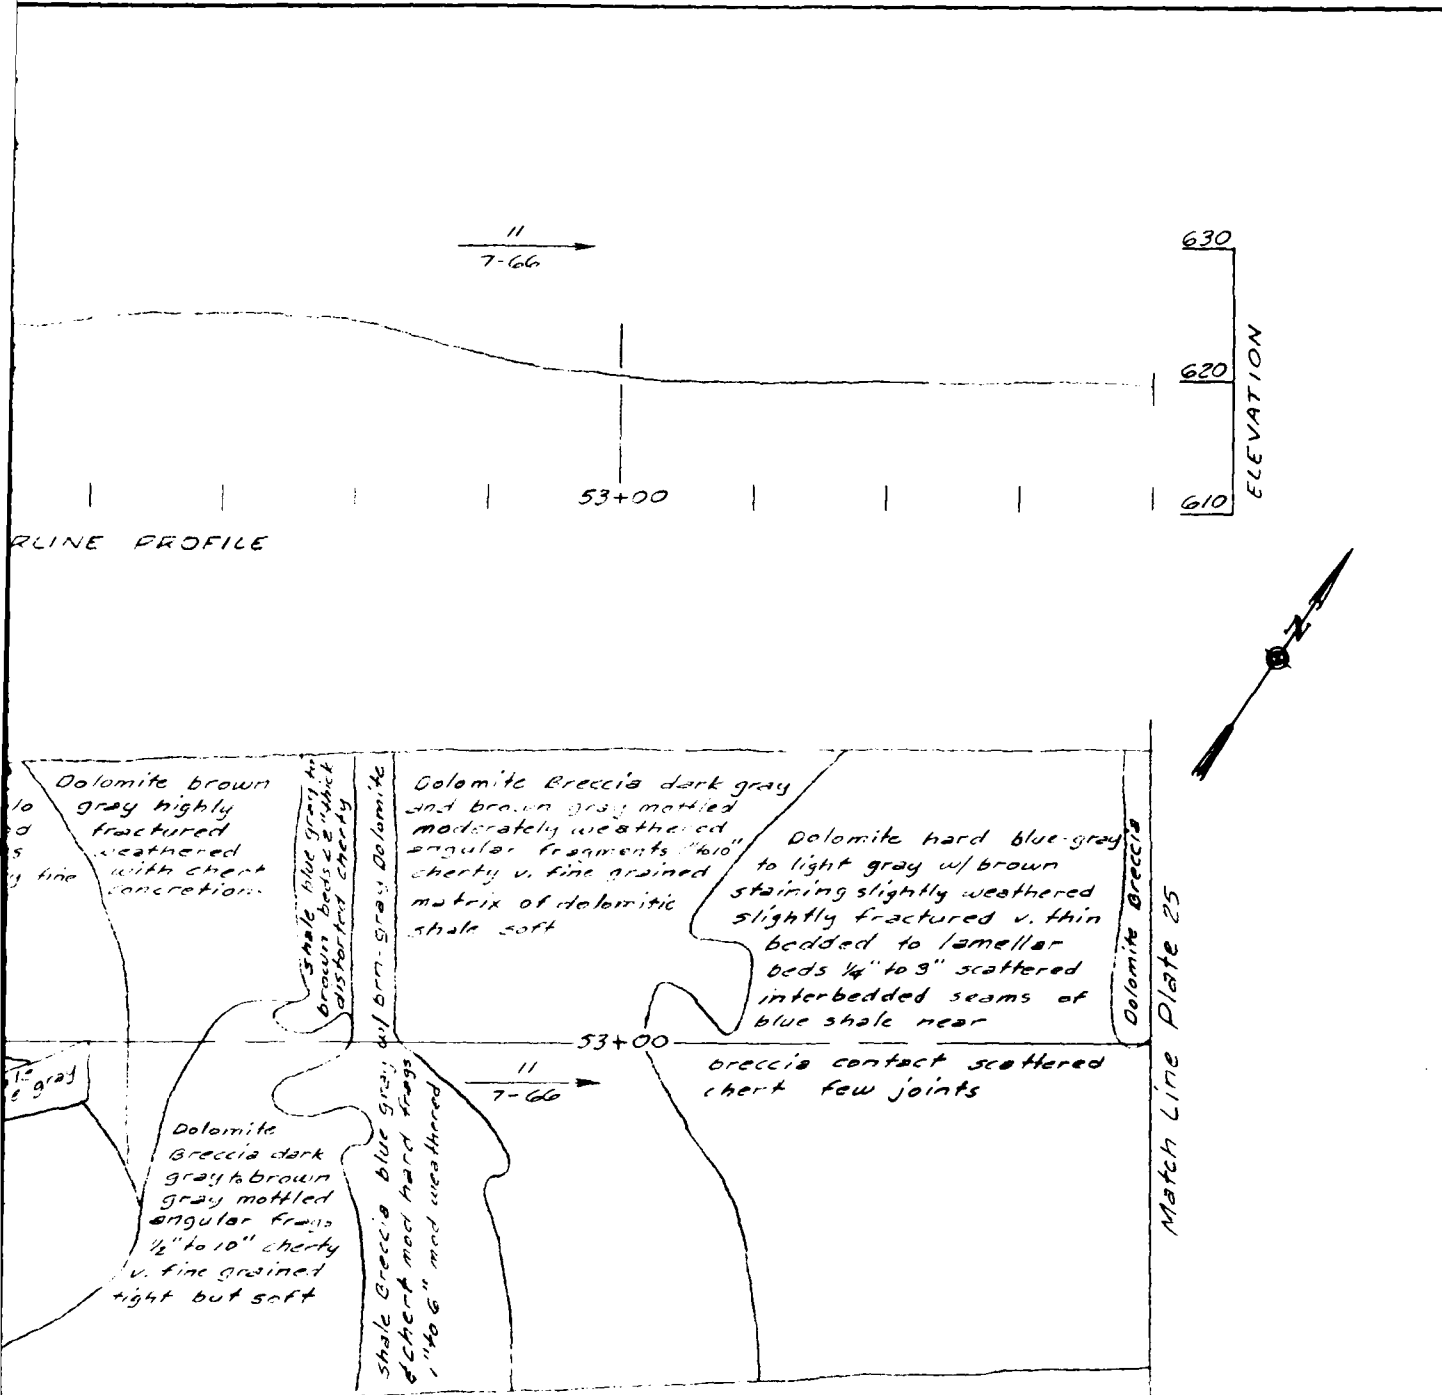 11
7-66
630
620
610
ELEVATION
53+00
RLINE PROFILE
N
Dolomite brown
gray highly
fractured
weathered
with chert
concretions
fine
shale blue gray to
brown beds <2" thick
distorted cherty
Shale Breccia blue gray w/ brn-gray Dolomite
& chert mod hard frags
1" to 6" mod weathered
Dolomite Breccia dark gray
and brown gray mottled
moderately weathered
angular fragments 1" to 10"
cherty v. fine grained
matrix of dolomitic
shale soft
Dolomite hard blue-gray
to light gray w/ brown
staining slightly weathered
slightly fractured v. thin
bedded to lamellar
beds 1/4" to 3" scattered
interbedded seams of
blue shale near
breccia contact scattered
chert few joints
Dolomite Breccia
Match Line Plate 25
53+00
11
7-66
gray
Dolomite
Breccia dark
gray to brown
gray mottled
angular frags
1/2" to 10" cherty
v. fine grained
tight but soft